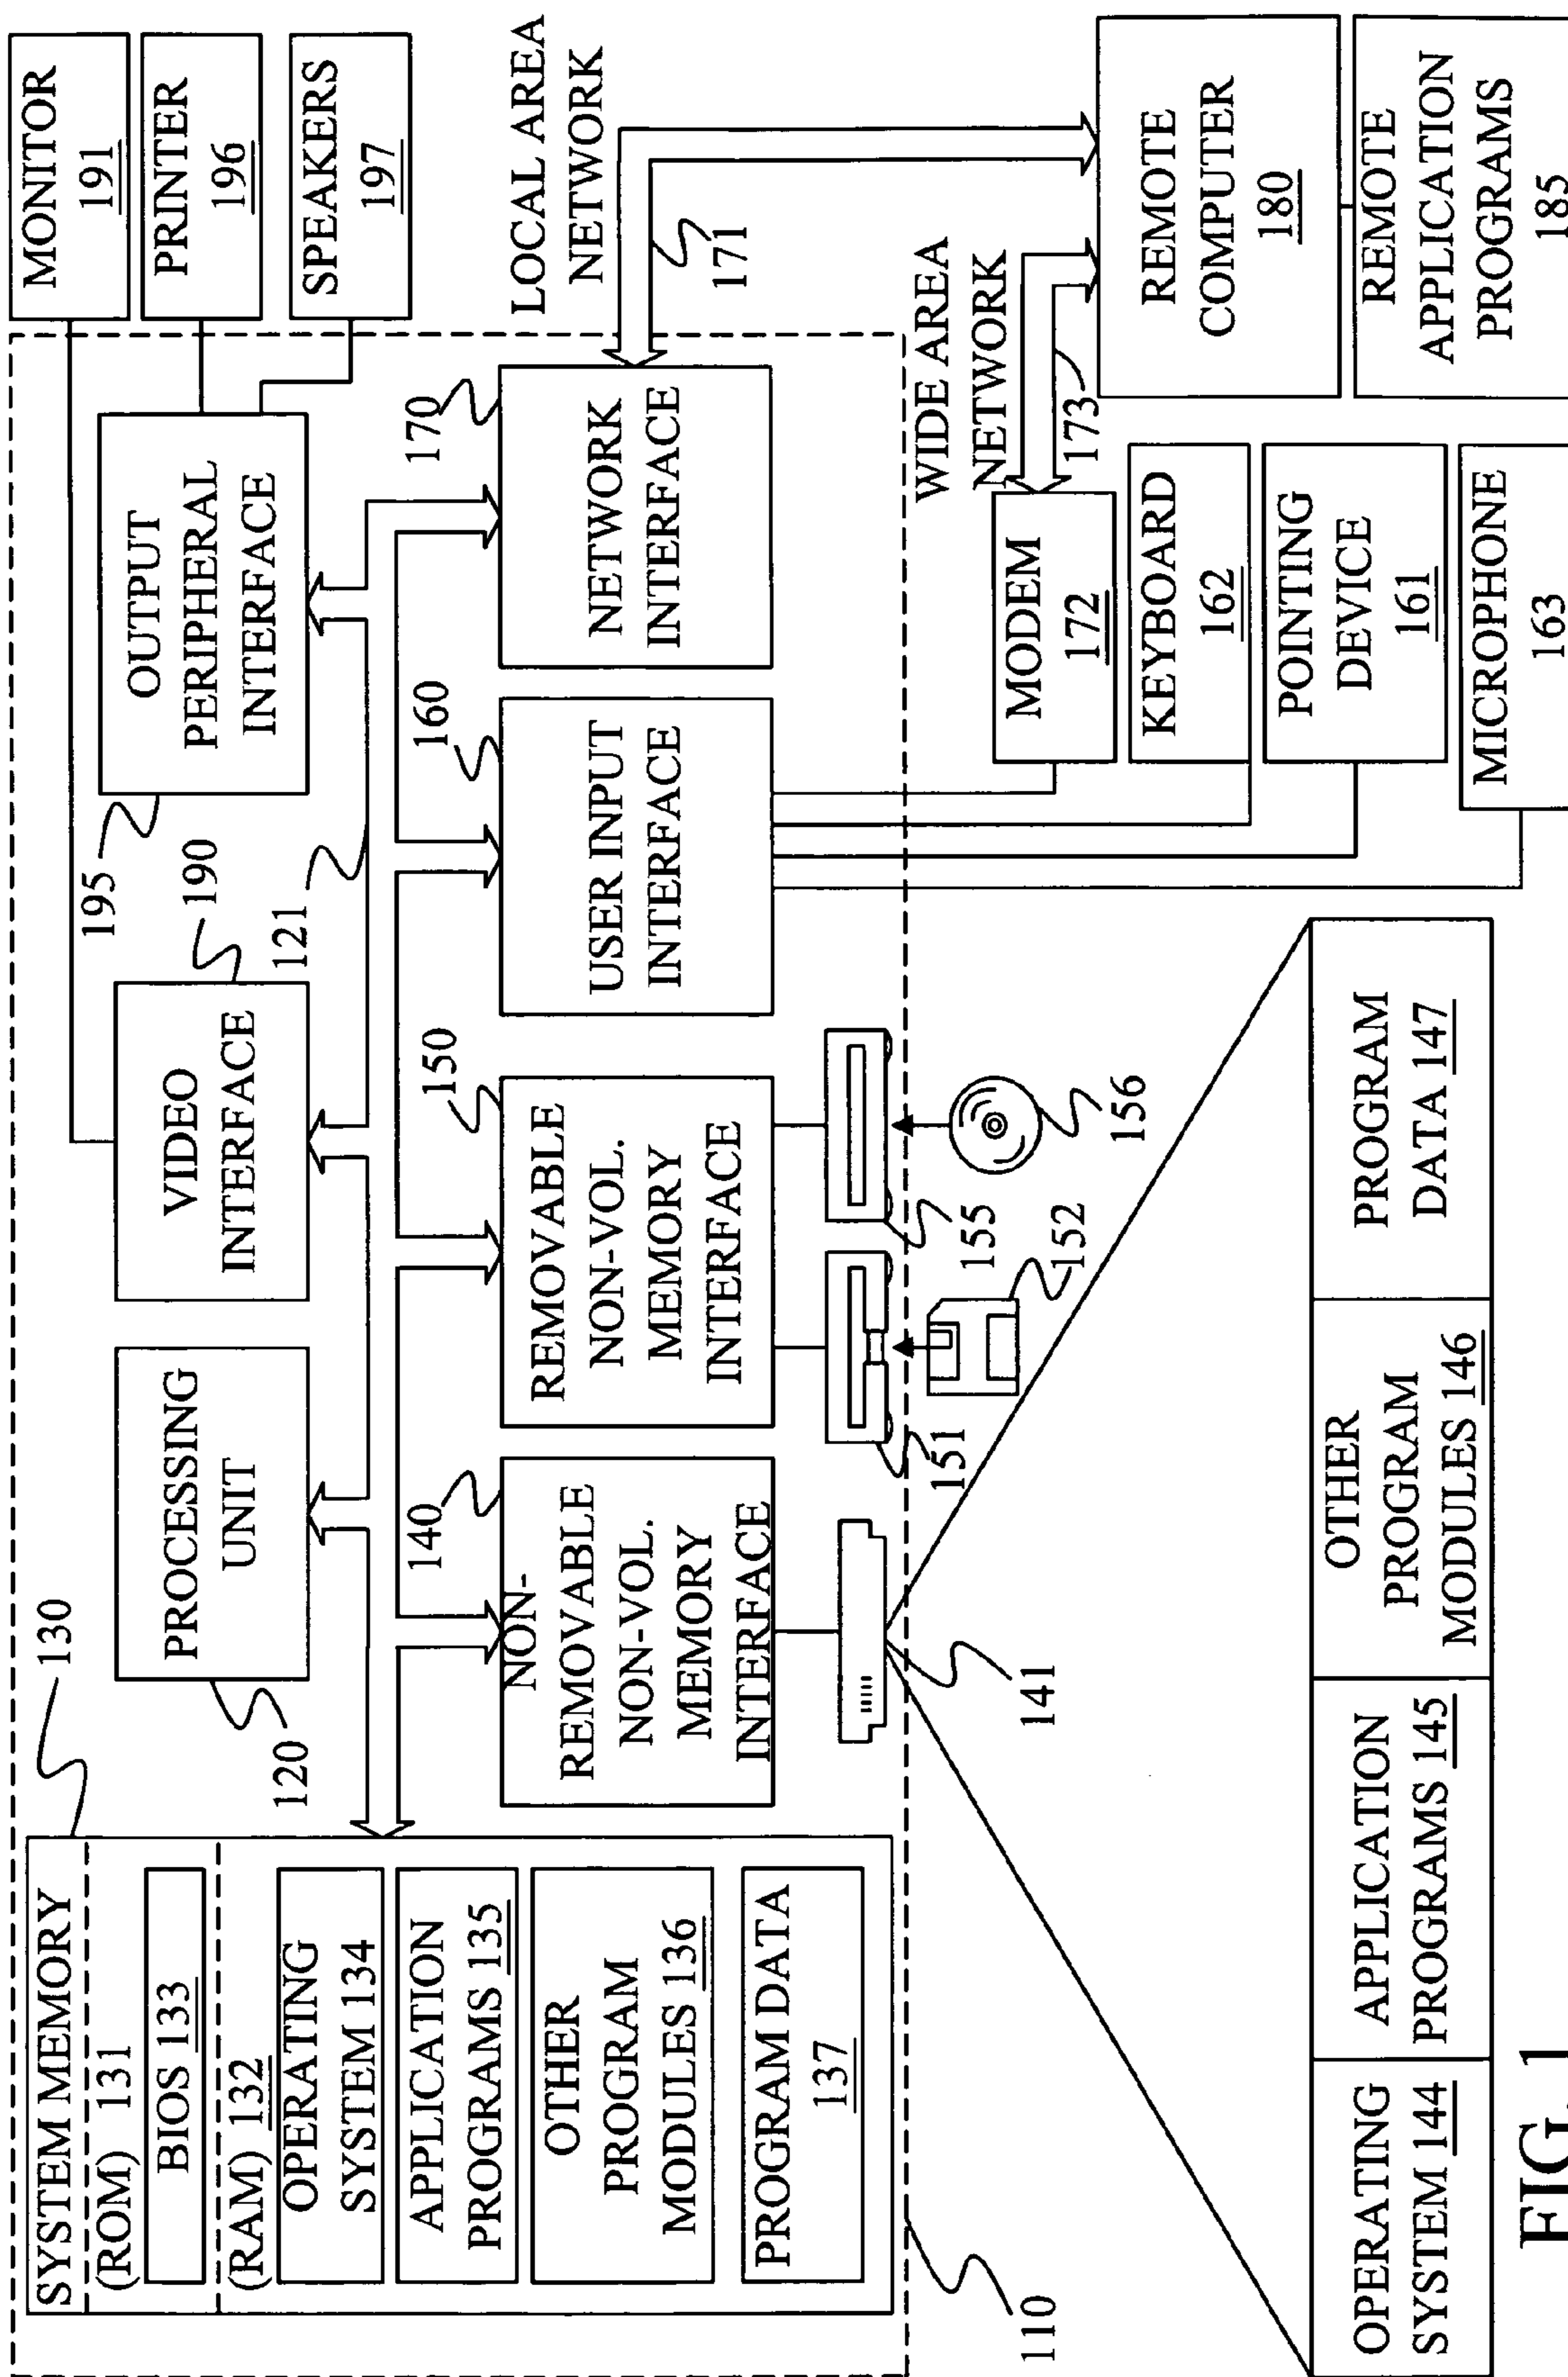 SYSTEM MEMORY
130
(ROM) 131
BIOS 133
(RAM) 132
OPERATING
SYSTEM 134
APPLICATION
PROGRAMS 135
OTHER
PROGRAM
MODULES 136
PROGRAM DATA
137
PROCESSING
UNIT
120
VIDEO
INTERFACE
190
121
OUTPUT
PERIPHERAL
INTERFACE
195
MONITOR
191
PRINTER
196
SPEAKERS
197
NON-
REMOVABLE
NON-VOL.
MEMORY
INTERFACE
140
REMOVABLE
NON-VOL.
MEMORY
INTERFACE
150
USER INPUT
INTERFACE
160
NETWORK
INTERFACE
170
LOCAL AREA
NETWORK
171
110
141
151
152
155
156
WIDE AREA
NETWORK
173
MODEM
172
KEYBOARD
162
POINTING
DEVICE
161
MICROPHONE
163
REMOTE
COMPUTER
180
REMOTE
APPLICATION
PROGRAMS
185
OPERATING
SYSTEM 144
APPLICATION
PROGRAMS 145
OTHER
PROGRAM
MODULES 146
PROGRAM
DATA 147
FIG. 1